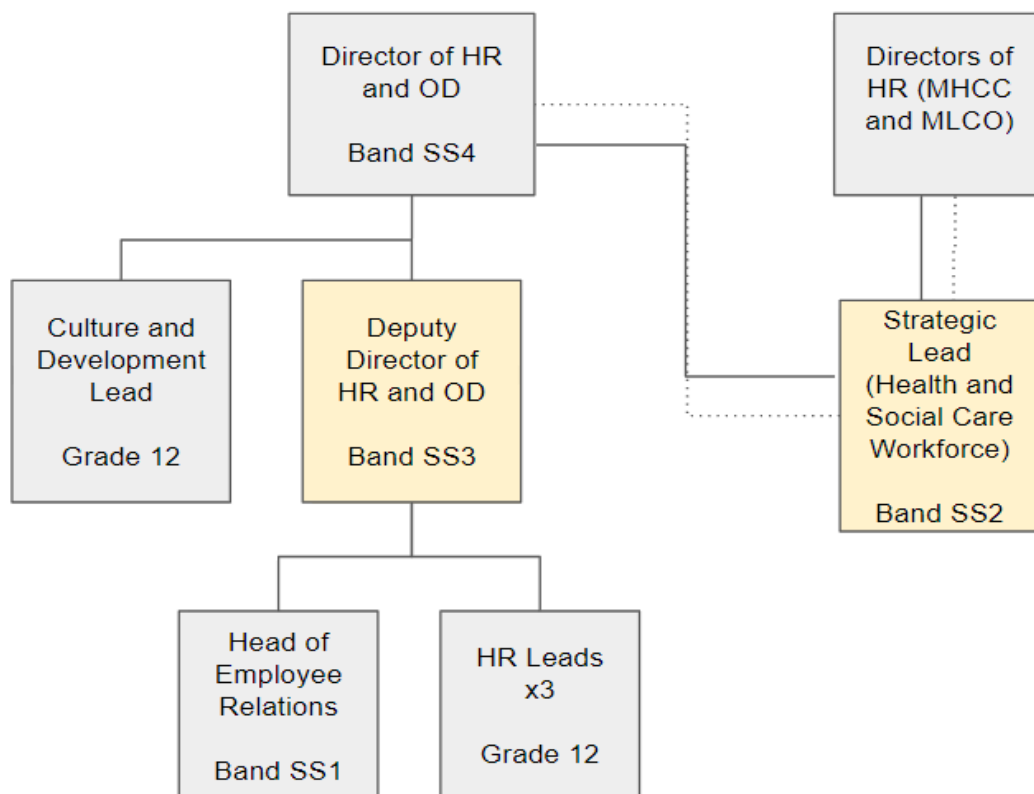 Director of HR
and OD
Band SS4
Directors of
HR (MHCC
and MLCO)
Culture and
Development
Lead
Grade 12
Deputy
Director of
HR and OD
Band SS3
Strategic
Lead
(Health and
Social Care
Workforce)
Band SS2
Head of
Employee
Relations
Band SS1
HR Leads
x3
Grade 12